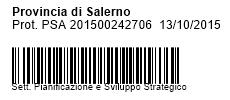 Provincia di Salerno
Prot. PSA 201500242706 13/10/2015
Sett. Pianificazione e Sviluppo Strategico